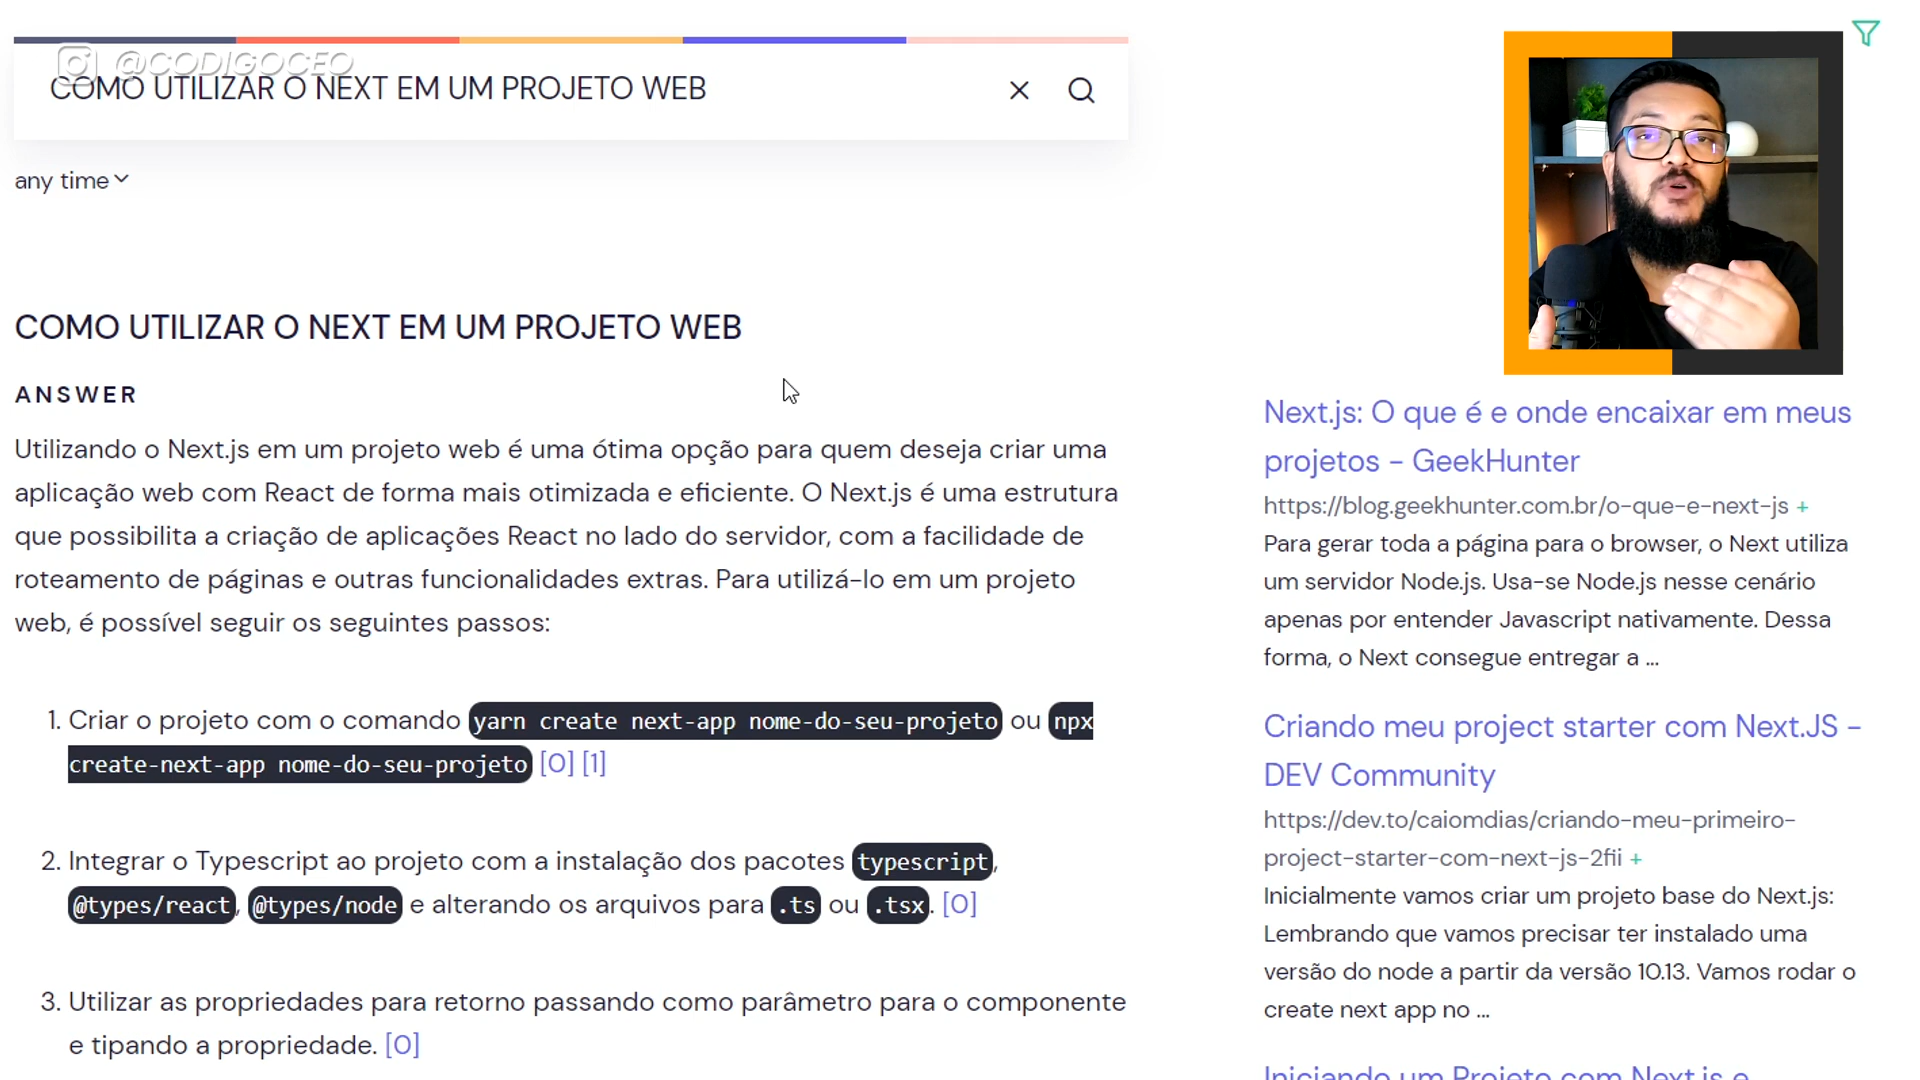 @CODIGOCEO
COMO UTILIZAR O NEXT EM UM PROJETO WEB
any time
COMO UTILIZAR O NEXT EM UM PROJETO WEB
ANSWER
Utilizando o Next.js em um projeto web é uma ótima opção para quem deseja criar uma
aplicação web com React de forma mais otimizada e eficiente. O Next.js é uma estrutura
que possibilita a criação de aplicações React no lado do servidor, com a facilidade de
roteamento de páginas e outras funcionalidades extras. Para utilizá-lo em um projeto
web, é possível seguir os seguintes passos:
1. Criar o projeto com o comando yarn create next-app nome-do-seu-projeto ou npx
create-next-app nome-do-seu-projeto [0] [1]
2. Integrar o Typescript ao projeto com a instalação dos pacotes typescript,
@types/react, @types/node e alterando os arquivos para .ts ou .tsx. [0]
3. Utilizar as propriedades para retorno passando como parâmetro para o componente
e tipando a propriedade. [0]
Next.js: O que é e onde encaixar em meus
projetos - GeekHunter
https://blog.geekhunter.com.br/o-que-e-next-js +
Para gerar toda a página para o browser, o Next utiliza
um servidor Node.js. Usa-se Node.js nesse cenário
apenas por entender Javascript nativamente. Dessa
forma, o Next consegue entregar a ...
Criando meu project starter com Next.JS -
DEV Community
https://dev.to/caiomdias/criando-meu-primeiro-
project-starter-com-next-js-2fii +
Inicialmente vamos criar um projeto base do Next.js:
Lembrando que vamos precisar ter instalado uma
versão do node a partir da versão 10.13. Vamos rodar o
create next app no ...
Iniciando um Projeto com Next.js e